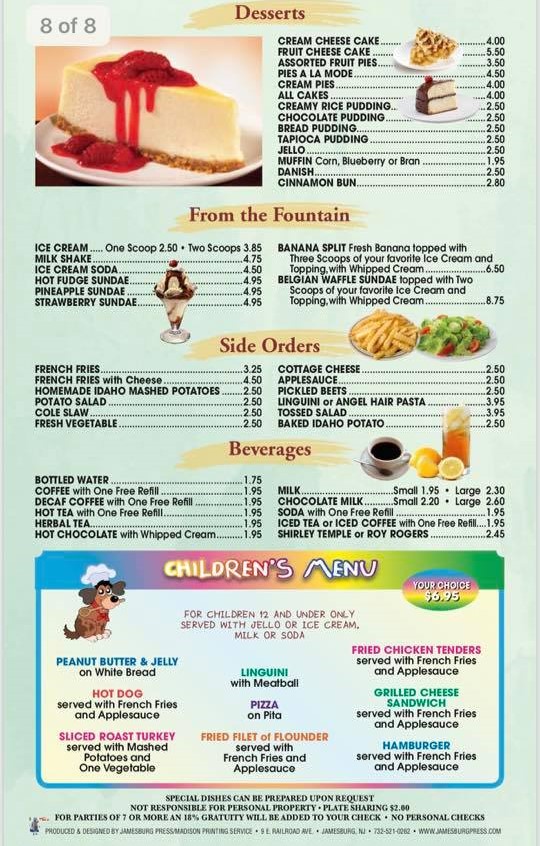 8 of 8
Desserts
CREAM CHEESE CAKE....................4.00
FRUIT CHEESE CAKE ....................5.50
ASSORTED FRUIT PIES....................3.50
PIES A LA MODE....................4.50
CREAM PIES....................4.00
ALL CAKES....................4.00
CREAMY RICE PUDDING....................2.50
CHOCOLATE PUDDING....................2.50
BREAD PUDDING....................2.50
TAPIOCA PUDDING....................2.50
JELLO....................2.50
MUFFIN Corn, Blueberry or Bran ....................1.95
DANISH....................2.50
CINNAMON BUN....................2.80
From the Fountain
ICE CREAM ..... One Scoop 2.50 • Two Scoops 3.85
MILK SHAKE....................4.75
ICE CREAM SODA....................4.50
HOT FUDGE SUNDAE....................4.95
PINEAPPLE SUNDAE....................4.95
STRAWBERRY SUNDAE....................4.95
BANANA SPLIT Fresh Banana topped with
Three Scoops of your favorite Ice Cream and
Topping,with Whipped Cream....................6.50
BELGIAN WAFFLE SUNDAE topped with Two
Scoops of your favorite Ice Cream and
Topping,with Whipped Cream....................8.75
Side Orders
FRENCH FRIES....................3.25
FRENCH FRIES with Cheese....................4.50
HOMEMADE IDAHO MASHED POTATOES .......2.50
POTATO SALAD....................2.50
COLE SLAW....................2.50
FRESH VEGETABLE....................2.50
COTTAGE CHEESE....................2.50
APPLESAUCE....................2.50
PICKLED BEETS....................2.50
LINGUINI or ANGEL HAIR PASTA....................3.95
TOSSED SALAD....................3.95
BAKED IDAHO POTATO....................2.50
Beverages
BOTTLED WATER....................1.75
COFFEE with One Free Refill....................1.95
DECAF COFFEE with One Free Refill....................1.95
HOT TEA with One Free Refill....................1.95
HERBAL TEA....................1.95
HOT CHOCOLATE with Whipped Cream..........1.95
MILK..........Small 1.95 • Large 2.30
CHOCOLATE MILK..........Small 2.20 • Large 2.60
SODA with One Free Refill....................1.95
ICED TEA or ICED COFFEE with One Free Refill....1.95
SHIRLEY TEMPLE or ROY ROGERS....................2.45
CHILDREN'S MENU
YOUR CHOICE
$6.95
FOR CHILDREN 12 AND UNDER ONLY
SERVED WITH JELLO OR ICE CREAM,
MILK OR SODA
PEANUT BUTTER & JELLY
on White Bread
HOT DOG
served with French Fries
and Applesauce
SLICED ROAST TURKEY
served with Mashed
Potatoes and
One Vegetable
LINGUINI
with Meatball
PIZZA
on Pita
FRIED FILET of FLOUNDER
served with
French Fries and
Applesauce
FRIED CHICKEN TENDERS
served with French Fries
and Applesauce
GRILLED CHEESE
SANDWICH
served with French Fries
and Applesauce
HAMBURGER
served with French Fries
and Applesauce
SPECIAL DISHES CAN BE PREPARED UPON REQUEST
NOT RESPONSIBLE FOR PERSONAL PROPERTY • PLATE SHARING $2.00
FOR PARTIES OF 7 OR MORE AN 18% GRATUITY WILL BE ADDED TO YOUR CHECK • NO PERSONAL CHECKS
PRODUCED & DESIGNED BY JAMESBURG PRESS/MADISON PRINTING SERVICE • 9 E. RAILROAD AVE. • JAMESBURG, NJ • 732-521-0262 • WWW.JAMESBURGPRESS.COM